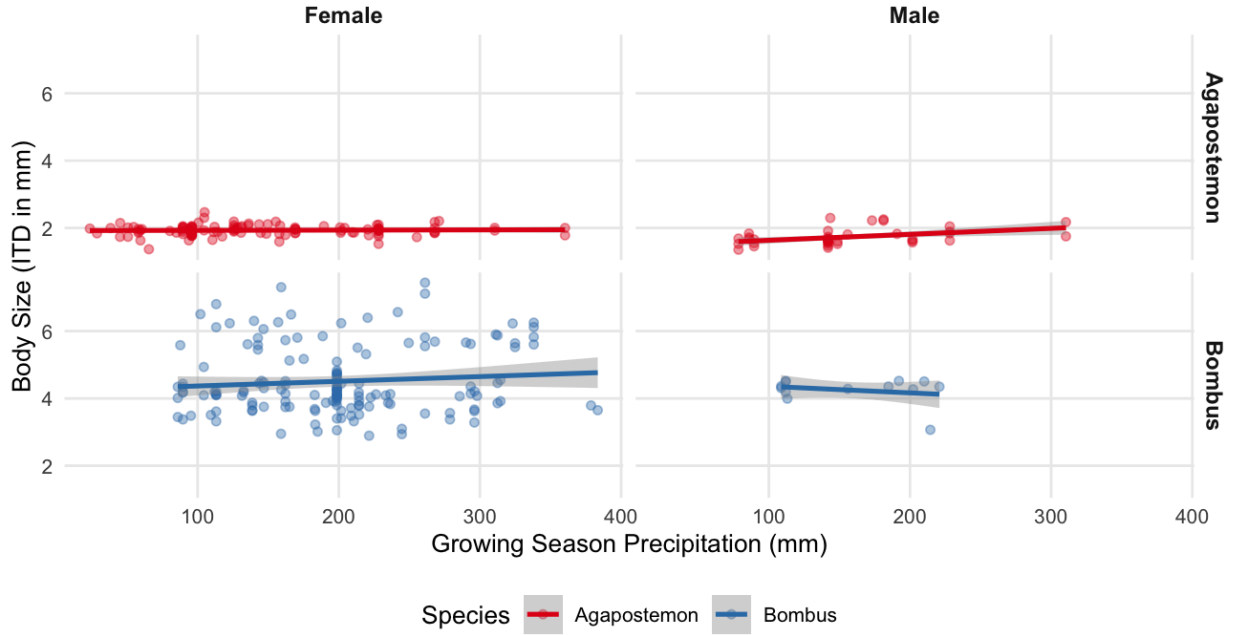 Female Male
6
4
2
Agapostemon
6
4
2
Bombus
Body Size (ITD in mm)
100 200 300 400 100 200 300 400
Growing Season Precipitation (mm)
Species Agapostemon Bombus